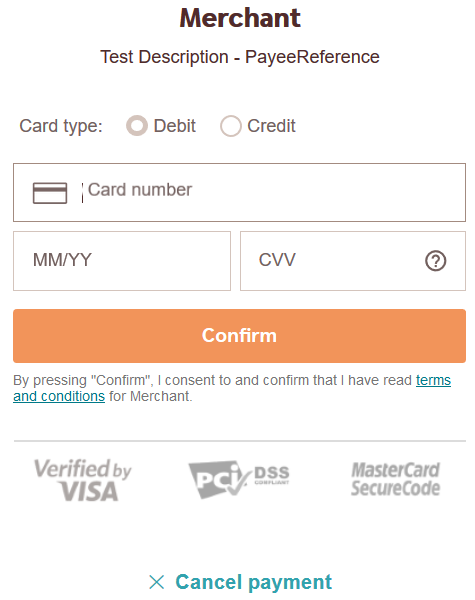 Merchant
Test Description - PayeeReference
Card type: Debit Credit
Card number
MM/YY CVV ?
Confirm
By pressing "Confirm", I consent to and confirm that I have read terms
and conditions for Merchant.
Verified by
VISA
PCI DSS
COMPLIANT
MasterCard
SecureCode
Cancel payment